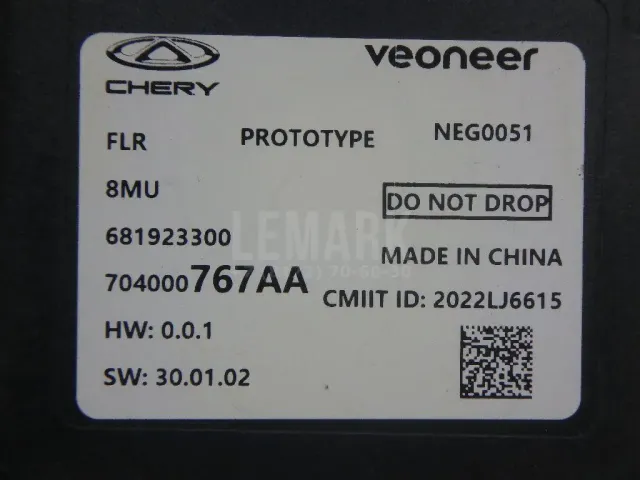 CHERY
veoneer
FLR
PROTOTYPE
NEG0051
8MU
DO NOT DROP
681923300
LEMARK
MADE IN CHINA
704000767AA
CMIIT ID: 2022LJ6615
HW: 0.0.1
SW: 30.01.02